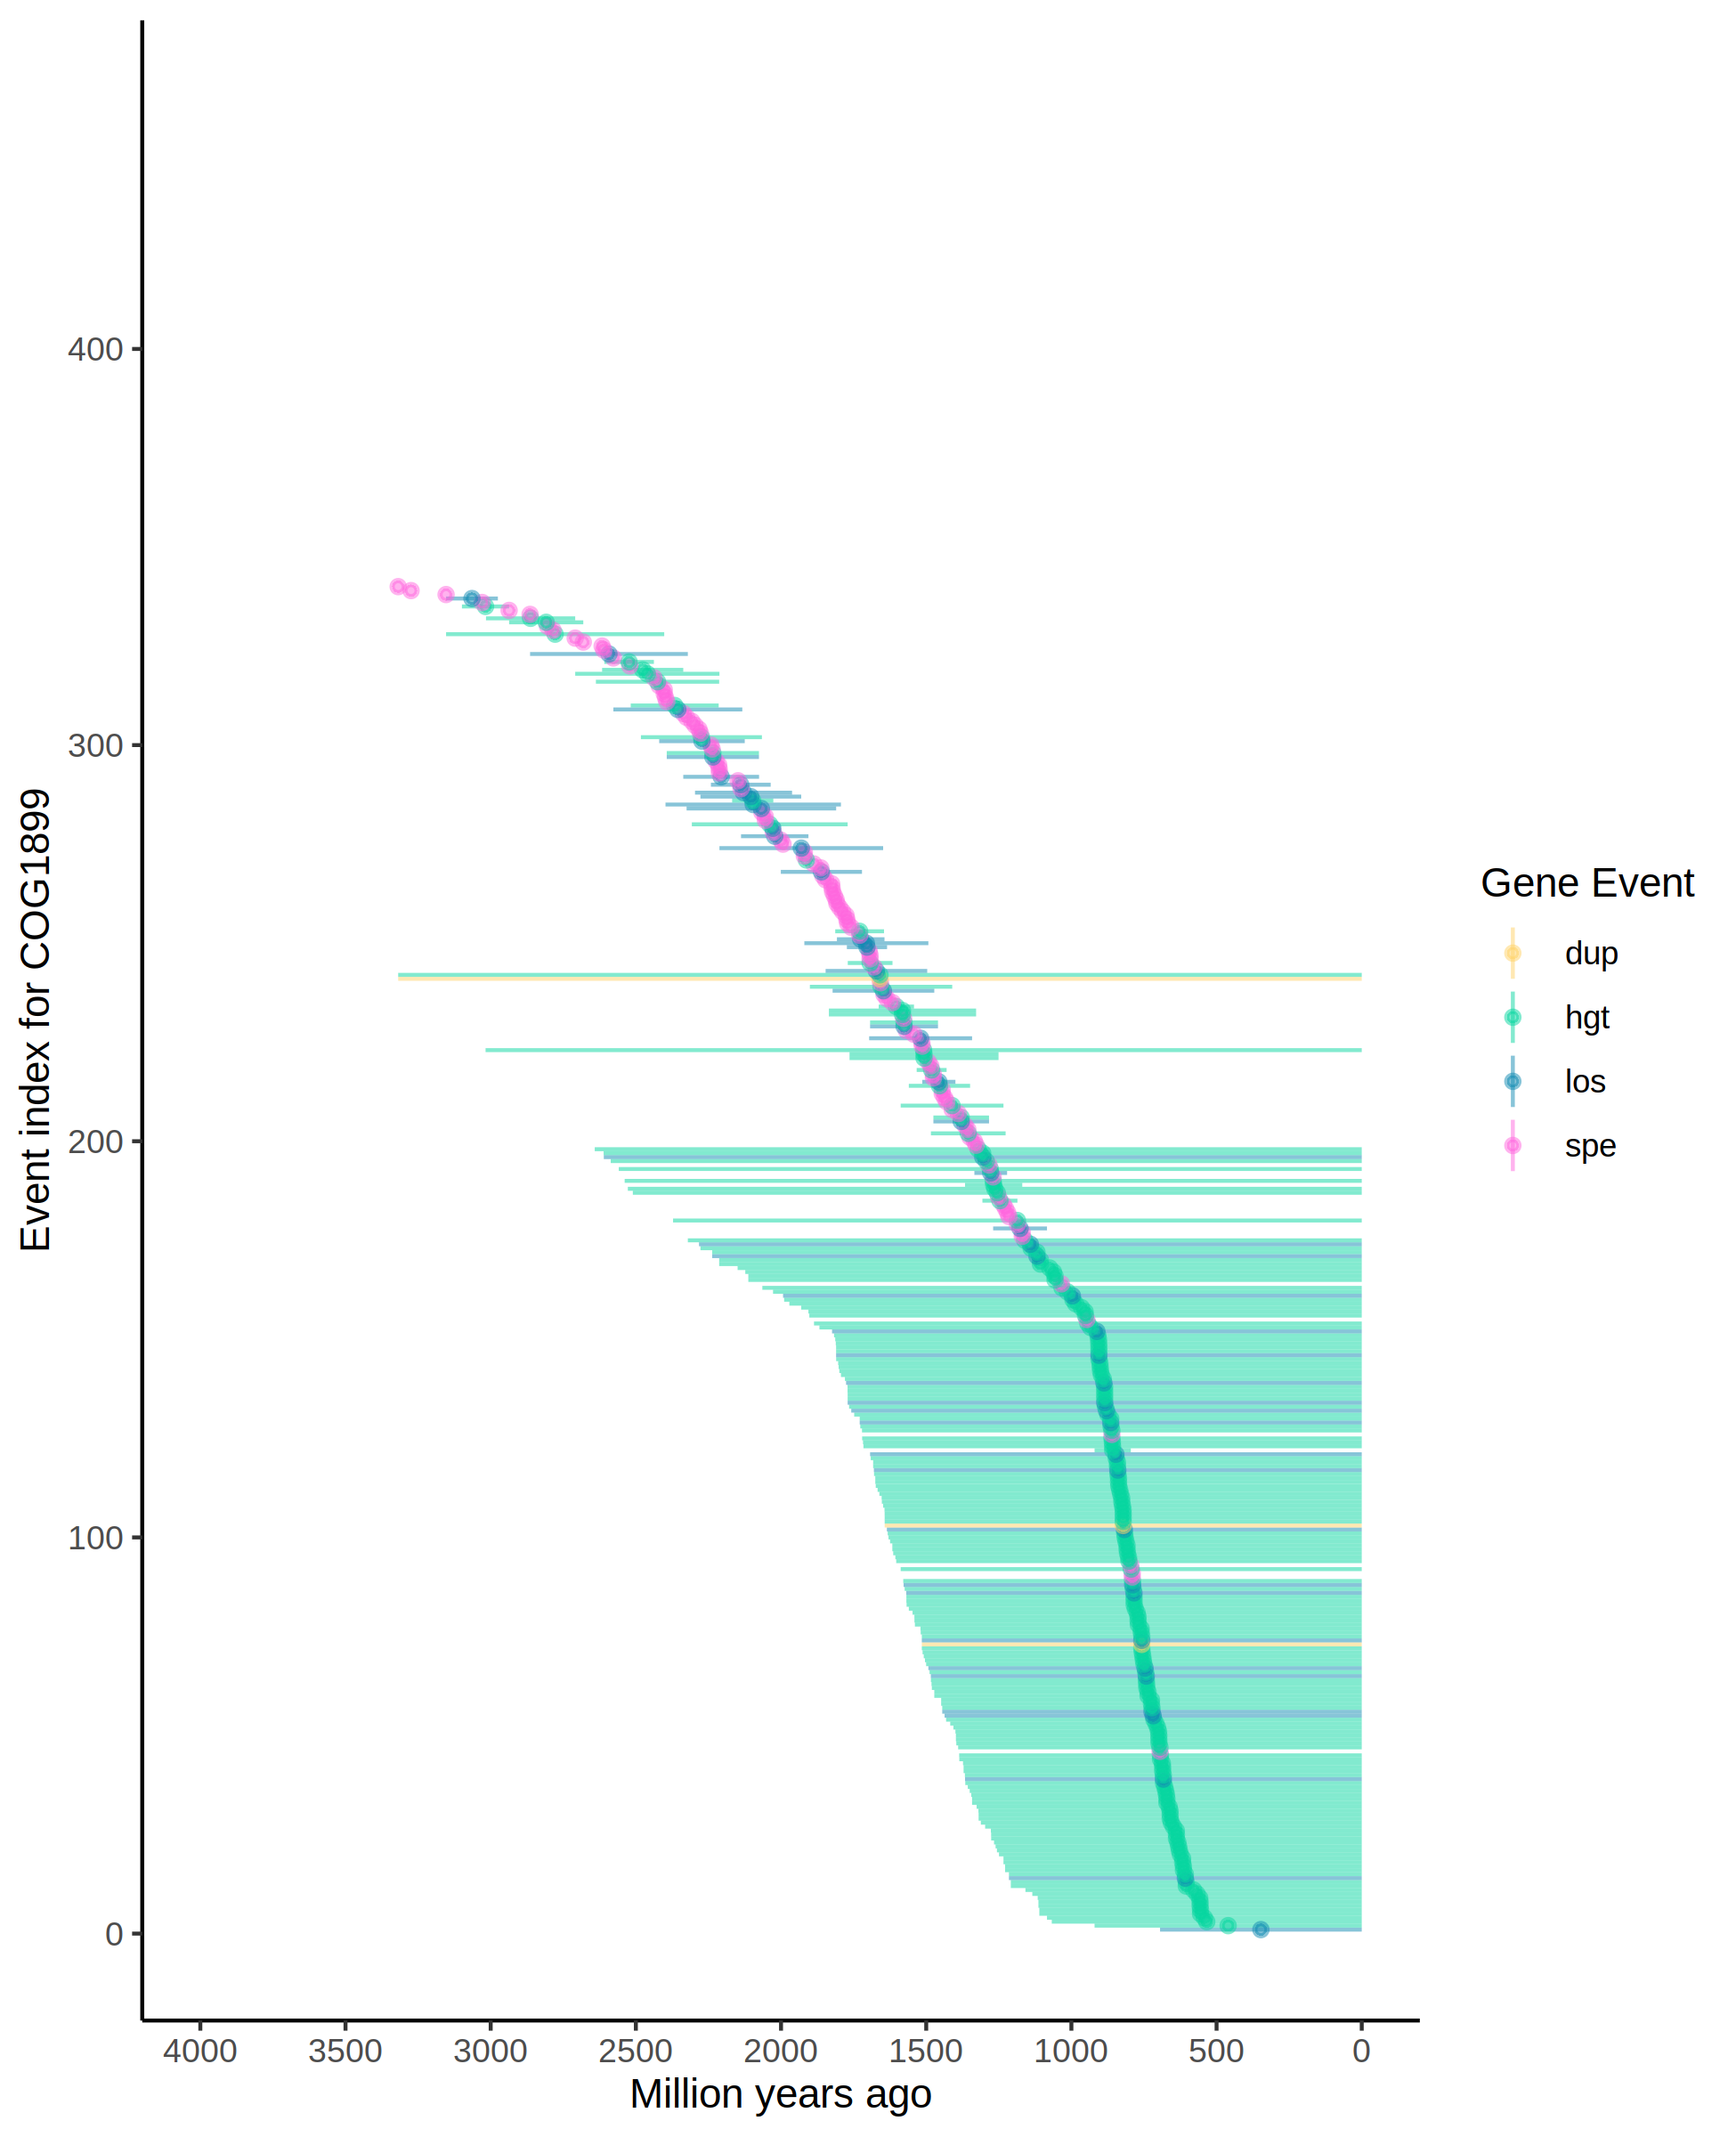 Event index for COG1899
400
300
200
100
0
4000 3500 3000 2500 2000 1500 1000 500 0
Million years ago
Gene Event
dup
hgt
los
spe